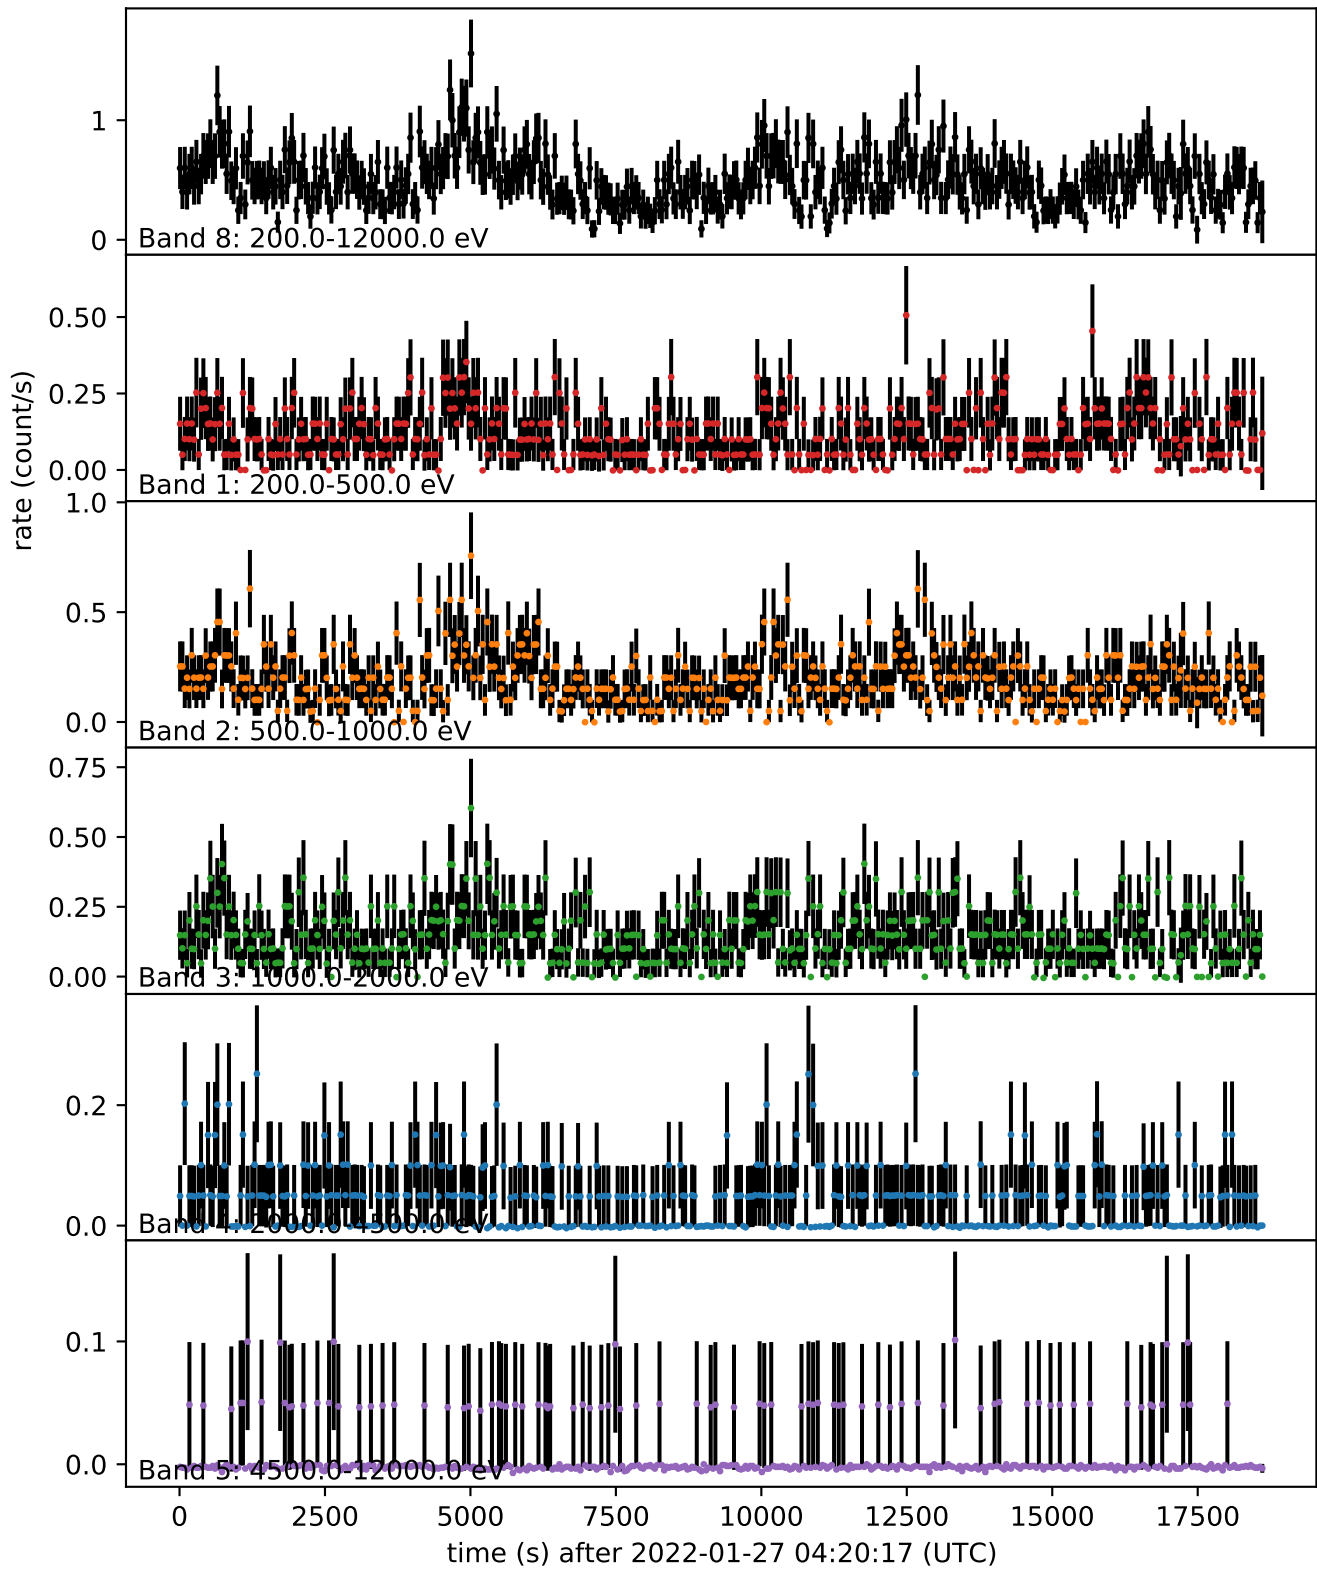 1
0
Band 8: 200.0-12000.0 eV
0.50
0.25
0.00
Band 1: 200.0-500.0 eV
rate (count/s)
1.0
0.5
0.0
Band 2: 500.0-1000.0 eV
0.75
0.50
0.25
0.00
Band 3: 1000.0-2000.0 eV
0.2
0.0
Band 4: 2000.0-4500.0 eV
0.1
0.0
Band 5: 4500.0-12000.0 eV
0 2500 5000 7500 10000 12500 15000 17500
time (s) after 2022-01-27 04:20:17 (UTC)